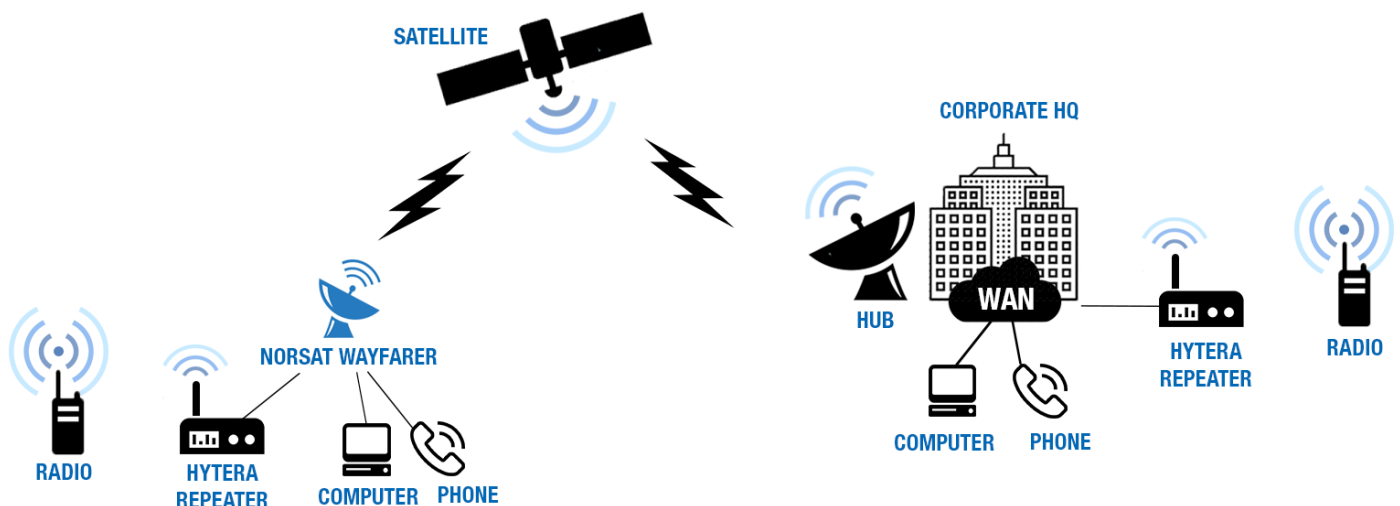 SATELLITE
CORPORATE HQ
WAN
HUB
NORSAT WAYFARER
HYTERA
REPEATER
RADIO
COMPUTER
PHONE
RADIO
HYTERA
REPEATER
COMPUTER
PHONE